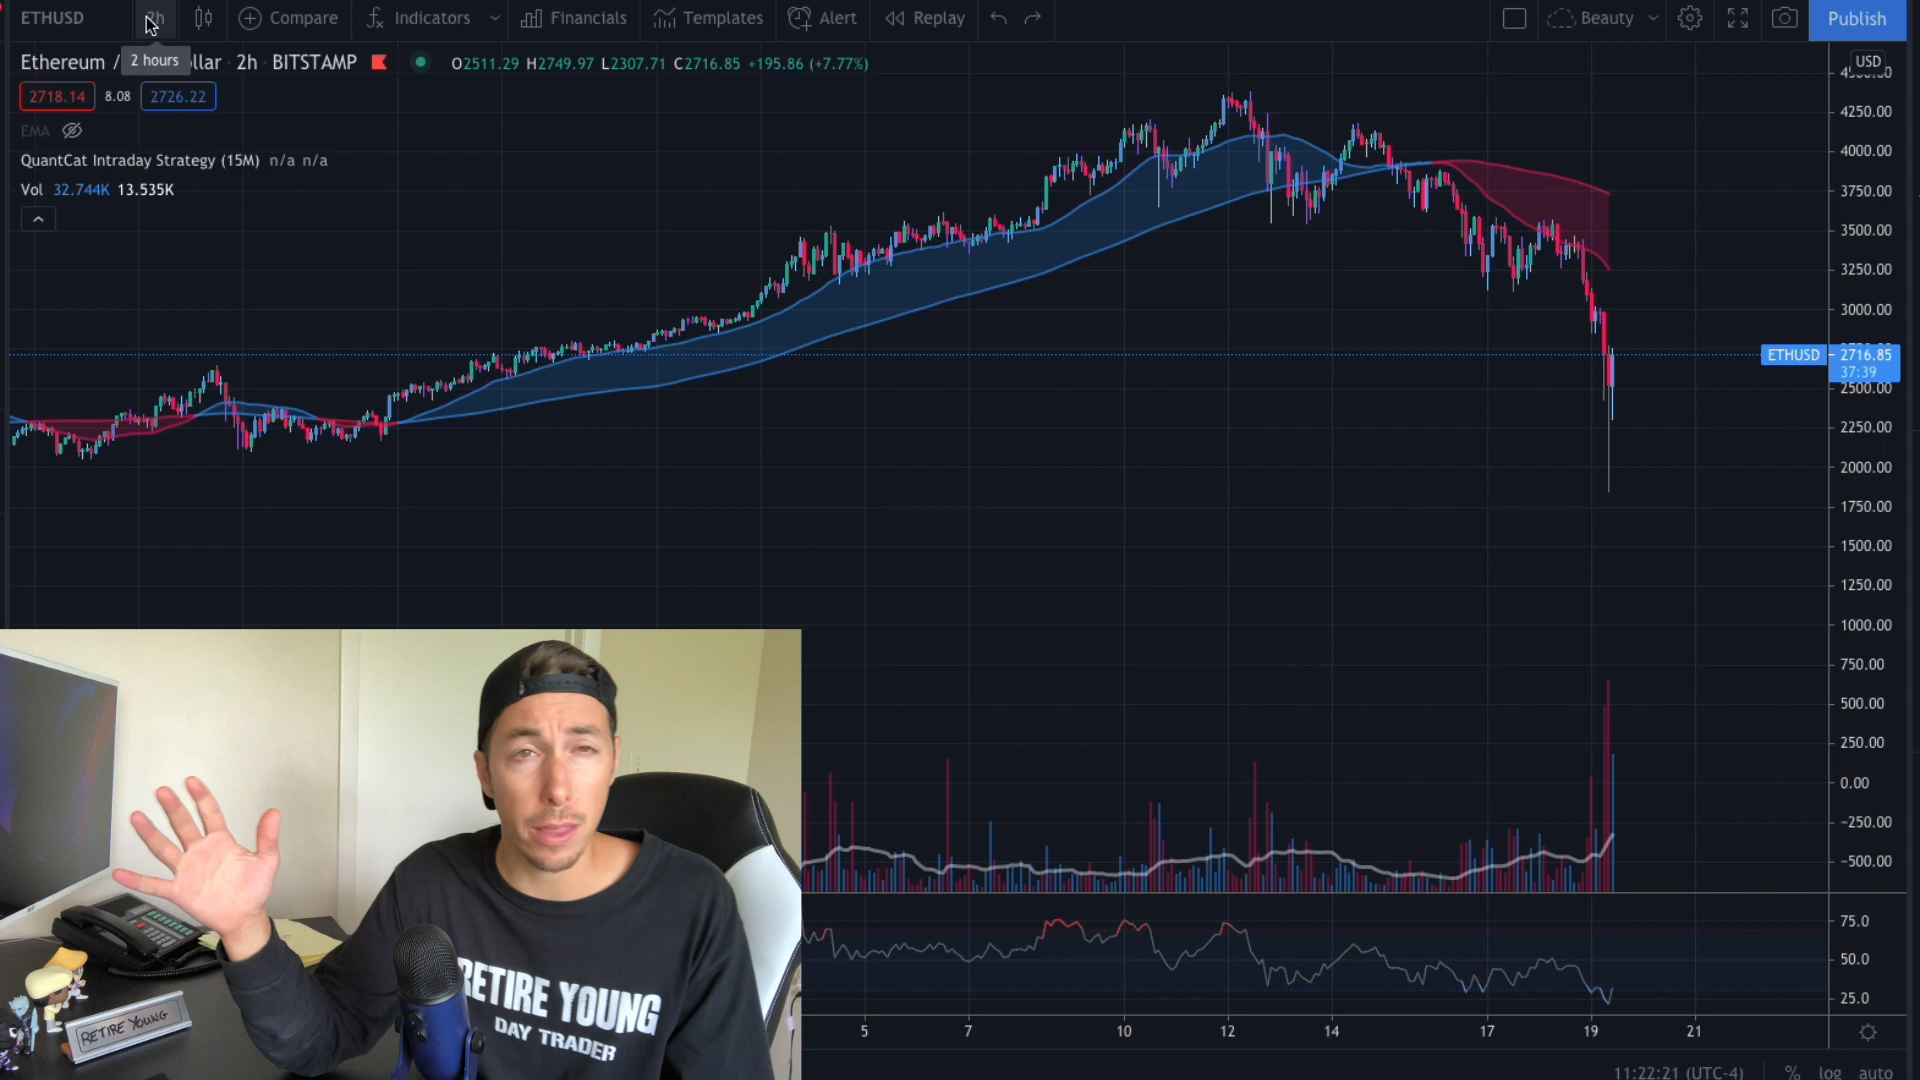 ETHUSD 2h Compare Indicators Financials Templates Alert Replay Beauty Publish
2 hours
Ethereum / llar 2h BITSTAMP O2511.29 H2749.97 L2307.71 C2716.85 +195.86 (+7.77%)
USD
2718.14 8.08 2726.22
EMA
QuantCat Intraday Strategy (15M) n/a n/a
Vol 32.744K 13.535K
4250.00
4000.00
3750.00
3500.00
3250.00
3000.00
ETHUSD 2716.85
37:39
2500.00
2250.00
2000.00
1750.00
1500.00
1250.00
1000.00
750.00
500.00
250.00
0.00
−250.00
−500.00
75.0
50.0
25.0
5 7 10 12 14 17 19 21
11:22:21 (UTC-4) % log auto
RETIRE YOUNG
DAY TRADER
RETIRE YOUNG